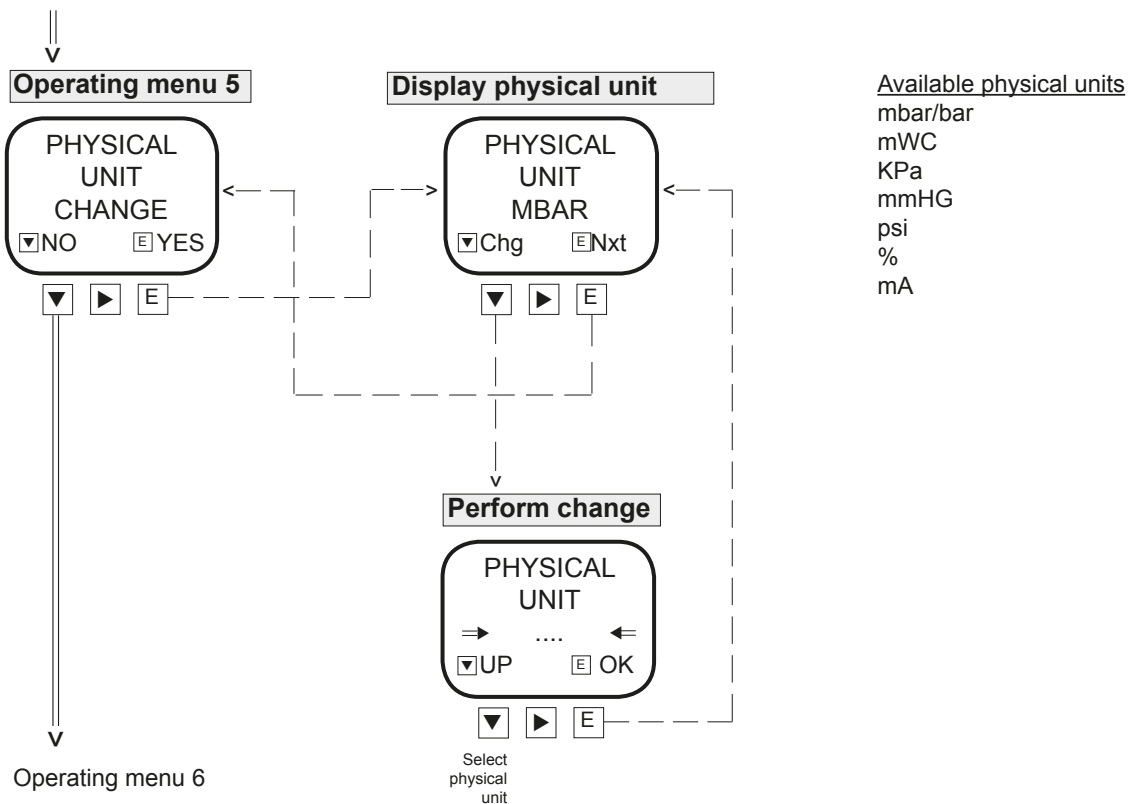 Operating menu 5
PHYSICAL
UNIT
CHANGE
▼NO E YES
▼ ▶ E
Display physical unit
PHYSICAL
UNIT
MBAR
▼Chg E Nxt
▼ ▶ E
Available physical units
mbar/bar
mWC
KPa
mmHG
psi
%
mA
Perform change
PHYSICAL
UNIT
⇒ .... ⇐
▼UP E OK
▼ ▶ E
Select
physical
unit
Operating menu 6